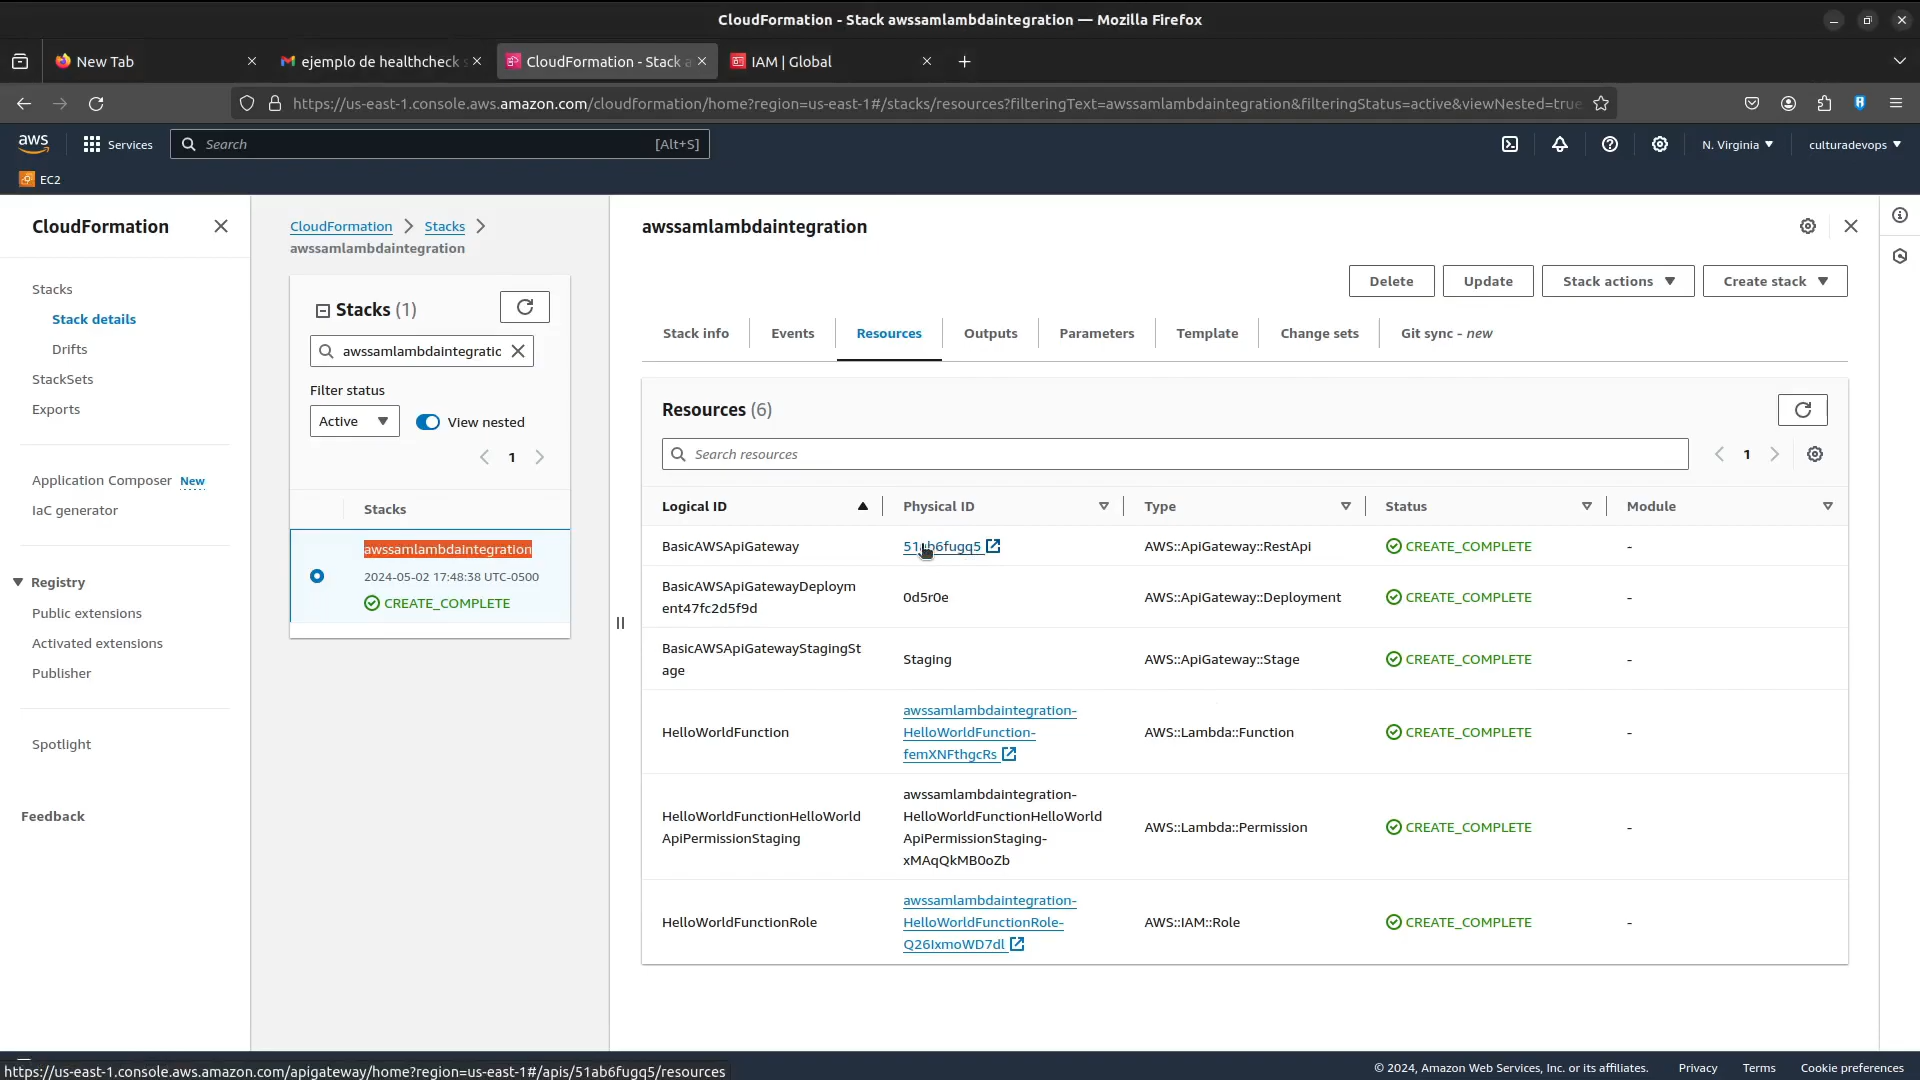 CloudFormation - Stack awssamlambdaintegration — Mozilla Firefox
New Tab
ejemplo de healthcheck s
CloudFormation - Stack a
IAM | Global
https://us-east-1.console.aws.amazon.com/cloudformation/home?region=us-east-1#/stacks/resources?filteringText=awssamlambdaintegration&filteringStatus=active&viewNested=true
aws
Services
Search
[Alt+S]
N. Virginia
culturadevops
EC2
CloudFormation
Stacks
Stack details
Drifts
StackSets
Exports
Application Composer New
IaC generator
Registry
Public extensions
Activated extensions
Publisher
Spotlight
Feedback
CloudFormation
Stacks
awssamlambdaintegration
Stacks (1)
awssamlambdaintegratic
Filter status
Active
View nested
1
Stacks
awssamlambdaintegration
2024-05-02 17:48:38 UTC-0500
CREATE_COMPLETE
awssamlambdaintegration
Delete
Update
Stack actions
Create stack
Stack info
Events
Resources
Outputs
Parameters
Template
Change sets
Git sync - new
Resources (6)
Search resources
1
Logical ID
Physical ID
Type
Status
Module
BasicAWSApiGateway
51ab6fugq5
AWS::ApiGateway::RestApi
CREATE_COMPLETE
-
BasicAWSApiGatewayDeploym
ent47fc2d5f9d
0d5r0e
AWS::ApiGateway::Deployment
CREATE_COMPLETE
-
BasicAWSApiGatewayStagingSt
age
Staging
AWS::ApiGateway::Stage
CREATE_COMPLETE
-
HelloWorldFunction
awssamlambdaintegration-
HelloWorldFunction-
femXNFthgcRs
AWS::Lambda::Function
CREATE_COMPLETE
-
HelloWorldFunctionHelloWorld
ApiPermissionStaging
awssamlambdaintegration-
HelloWorldFunctionHelloWorld
ApiPermissionStaging-
xMAqQkMB0oZb
AWS::Lambda::Permission
CREATE_COMPLETE
-
HelloWorldFunctionRole
awssamlambdaintegration-
HelloWorldFunctionRole-
Q26IxmoWD7dl
AWS::IAM::Role
CREATE_COMPLETE
-
https://us-east-1.console.aws.amazon.com/apigateway/home?region=us-east-1#/apis/51ab6fugq5/resources
© 2024, Amazon Web Services, Inc. or its affiliates.
Privacy
Terms
Cookie preferences